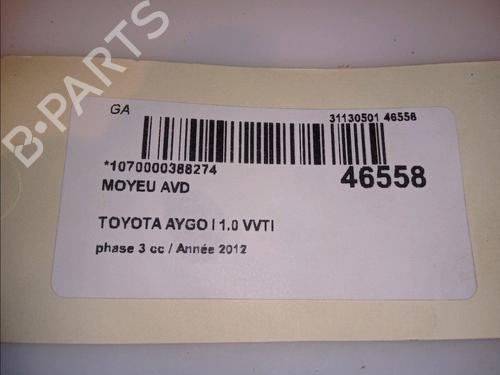 B-PARTS
GA
31130501 46558
*1070000388274
46558
MOYEU AVD
TOYOTA AYGO I 1.0 VVTI
phase 3 cc / Année 2012